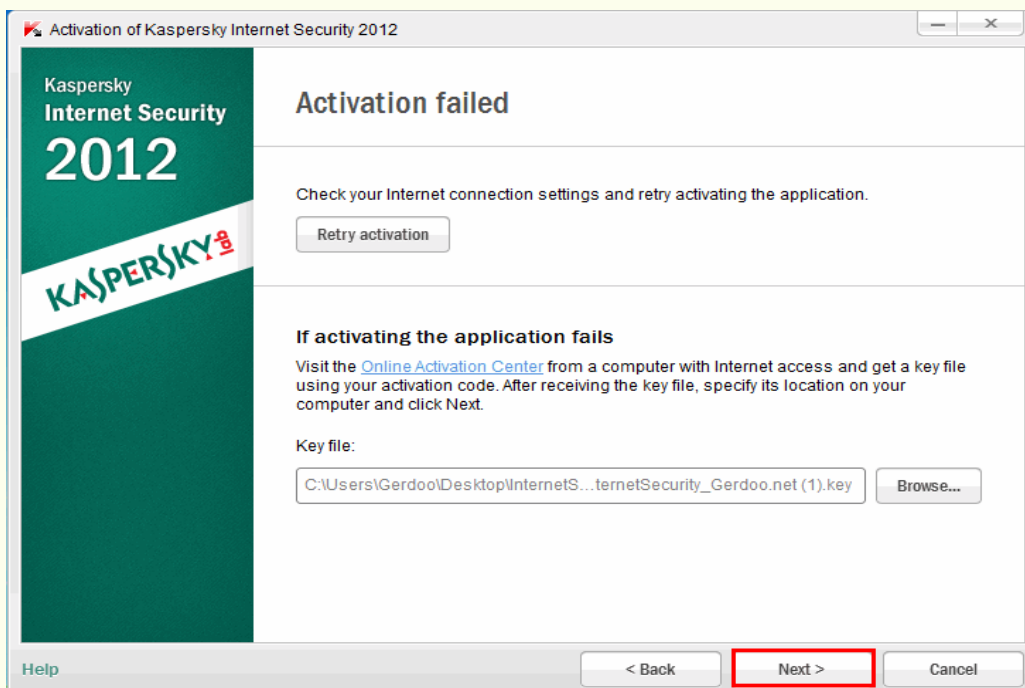 Activation of Kaspersky Internet Security 2012
Kaspersky
Internet Security
2012
KASPERSKY lab
Activation failed
Check your Internet connection settings and retry activating the application.
Retry activation
If activating the application fails
Visit the Online Activation Center from a computer with Internet access and get a key file
using your activation code. After receiving the key file, specify its location on your
computer and click Next.
Key file:
C:\Users\Gerdoo\Desktop\InternetS...ternetSecurity_Gerdoo.net (1).key
Browse...
Help
< Back
Next >
Cancel